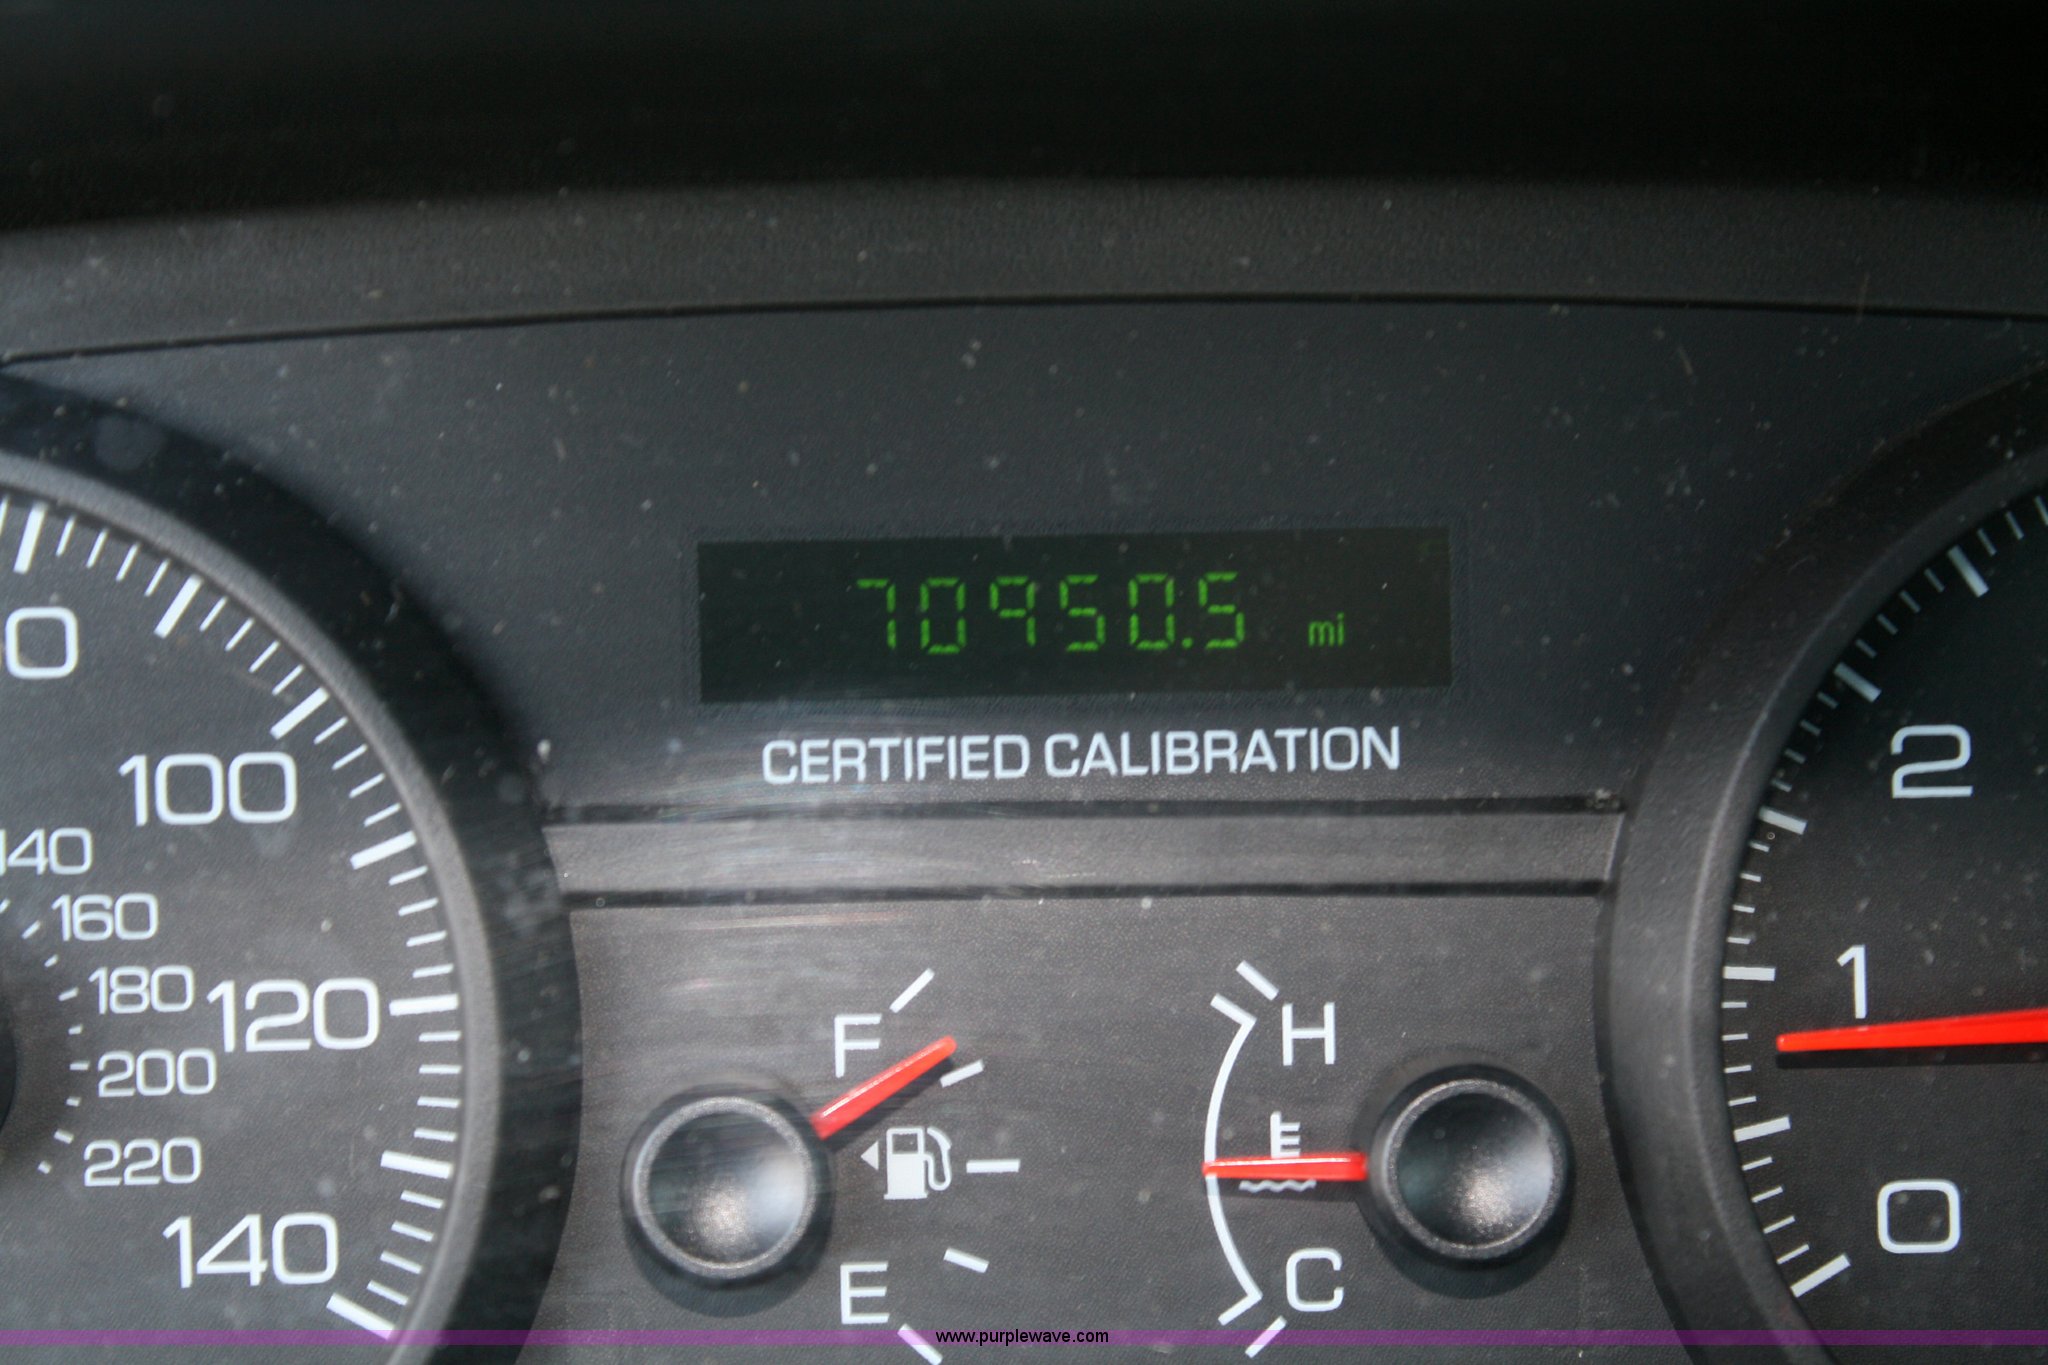 70950.5 mi
CERTIFIED CALIBRATION
100
120
140
140
160
180
200
220
F
E
H
C
2
1
0
www.purplewave.com